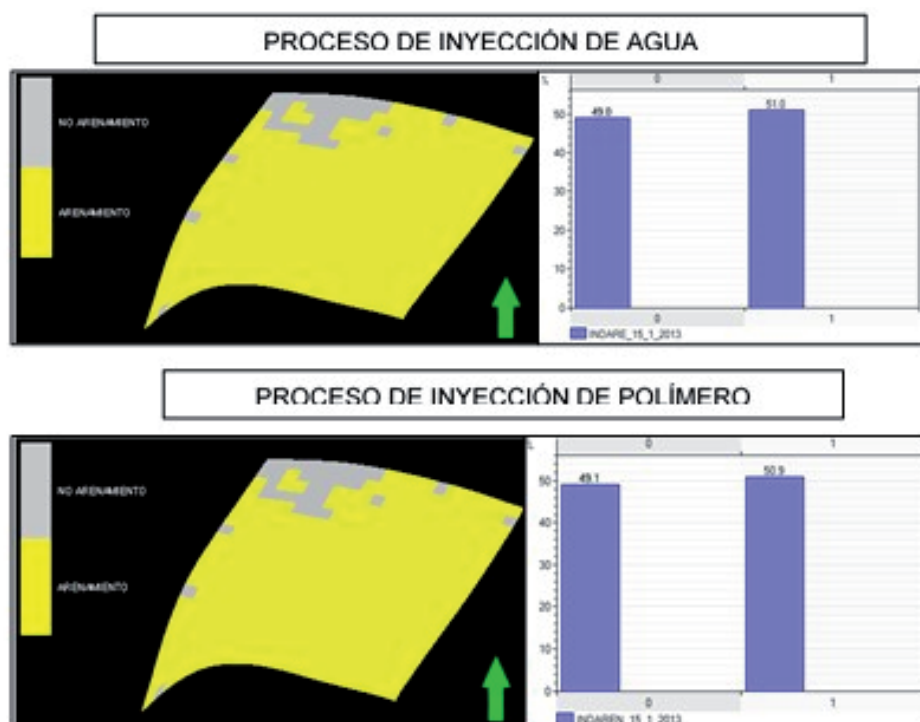 PROCESO DE INYECCIÓN DE AGUA
NO ARENAMIENTO
ARENAMIENTO
%
0 1
49.0
51.0
50
40
30
20
10
0
0 1
INDARE_15_1_2013
PROCESO DE INYECCIÓN DE POLÍMERO
NO ARENAMIENTO
ARENAMIENTO
0 1
49.1
50.9
50
40
30
20
10
0
0 1
INDAREN_15_1_2013